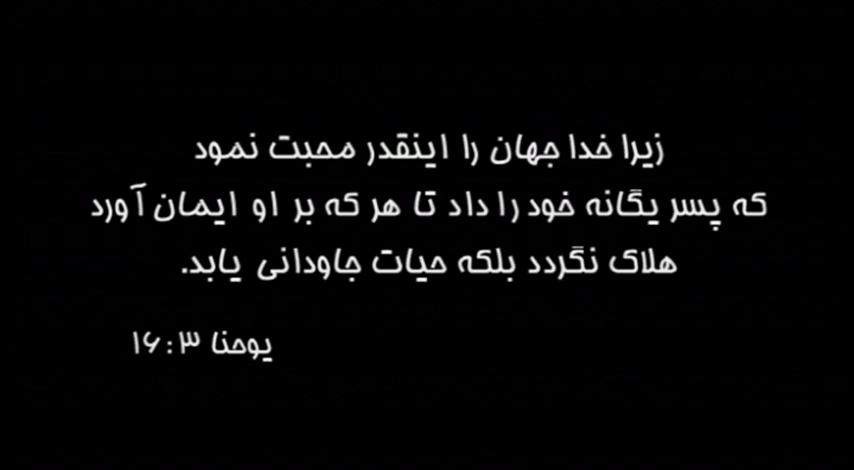 زیرا خدا جهان را اینقدر محبت نمود
که پسر یگانه خود را داد تا هر که بر او ایمان آورد
هلاک نگردد بلکه حیات جاودانی یابد.
یوحنا ۳:۱۶